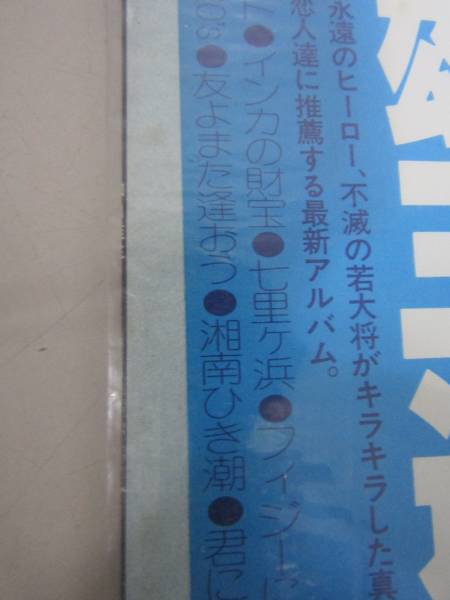 永遠のヒーロー、不滅の若大将がキラキラした真
恋人達に推薦する最新アルバム。
ト●インカの財宝●七里ヶ浜●フィジーに
友よまた逢おう●湘南ひき潮●君に